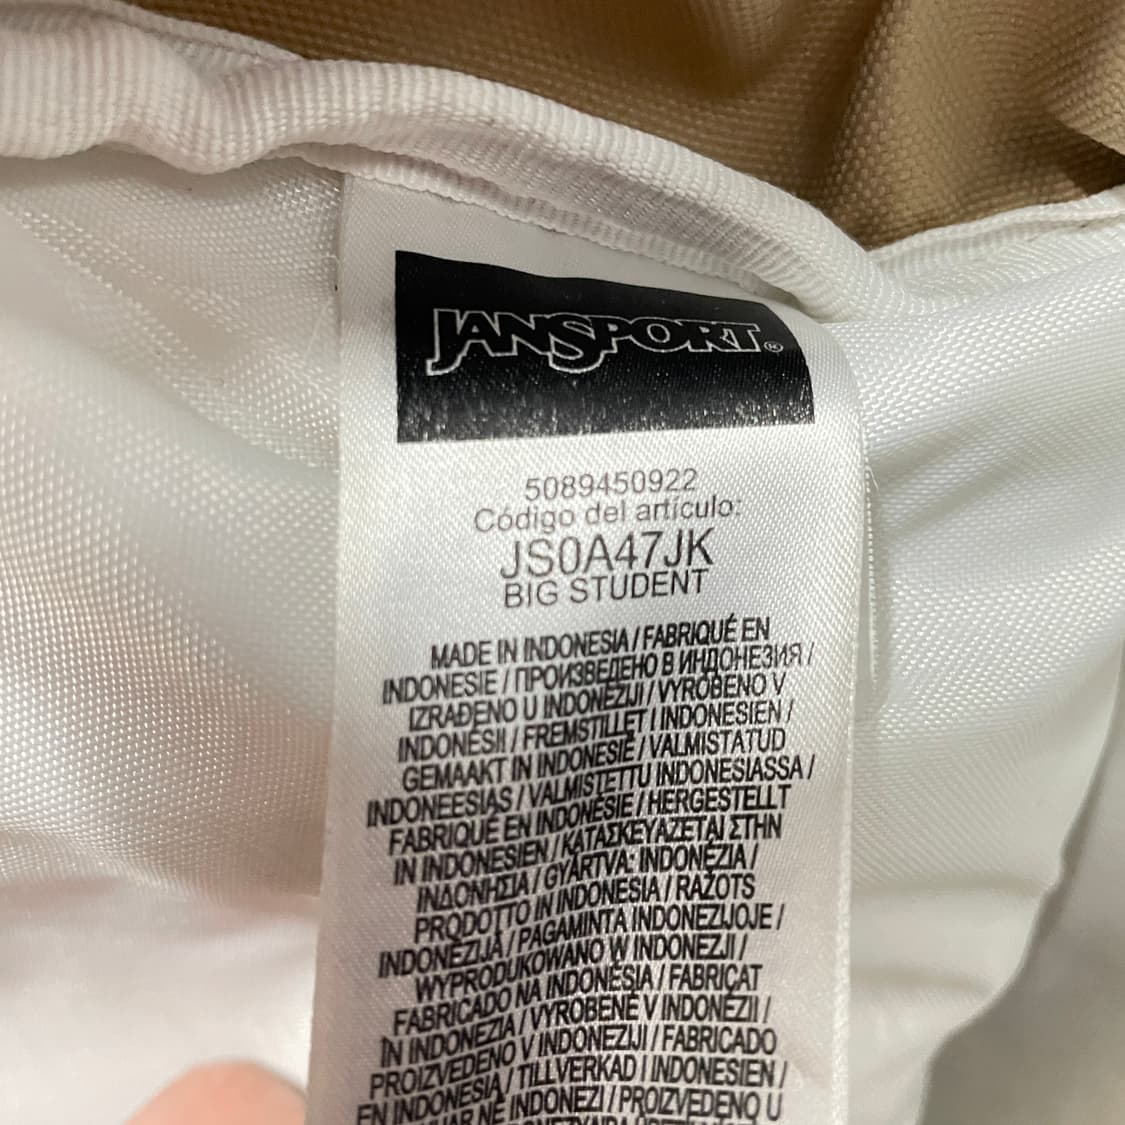 JANSPORT®
5089450922
Código del artículo:
JS0A47JK
BIG STUDENT
MADE IN INDONESIA / FABRIQUÉ EN
INDONESIE / ПРОИЗВЕДЕНО В ИНДОНЕЗИЯ /
IZRAĐENO U INDONEZIJI / VYROBENO V
INDONÉSII / FREMSTILLET I INDONESIEN /
GEMAAKT IN INDONESIË / VALMISTATUD
INDONEESIAS / VALMISTETTU INDONESIASSA /
FABRIQUÉ EN INDONÉSIE / HERGESTELLT
IN INDONESIEN / ΚΑΤΑΣΚΕΥΑΖΕΤΑΙ ΣΤΗΝ
ΙΝΔΟΝΗΣΙΑ / GYÁRTVA: INDONÉZIA /
PRODOTTO IN INDONESIA / RAŽOTS
INDONĒZIJĀ / PAGAMINTA INDONEZIJOJE /
WYPRODUKOWANO W INDONEZJI /
FABRICADO NA INDONÉSIA / FABRICAT
ÎN INDONEZIA / VYROBENÉ V INDONÉZII /
PROIZVEDENO V INDONEZIJI / FABRICADO
EN INDONESIA / TILLVERKAD I INDONESIEN /
INDONEZI / PROIZVEDENO U